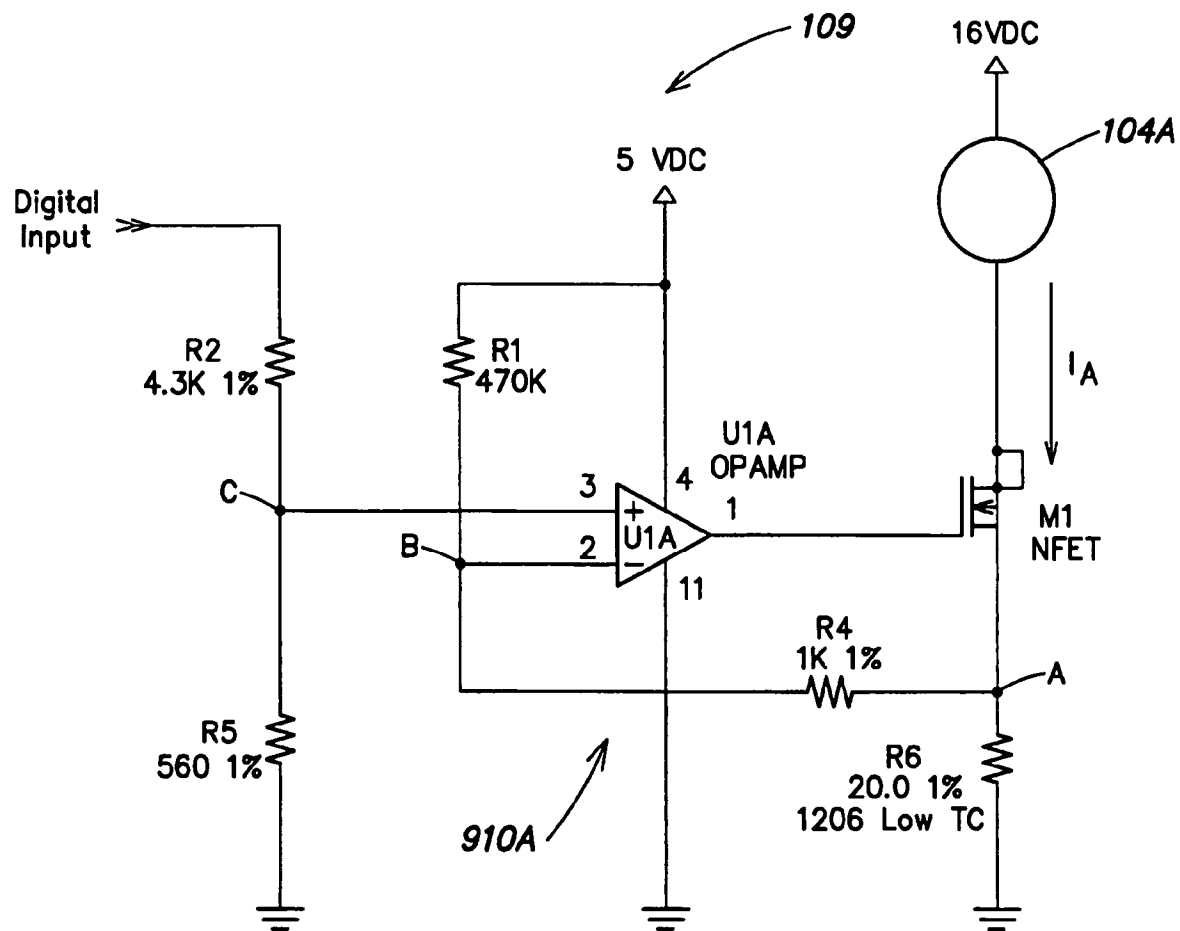 109
16VDC
104A
5 VDC
Digital
Input
R2
4.3K 1%
R1
470K
IA
U1A
OPAMP
C
3
4
1
+
U1A
M1
NFET
B
2
−
11
R4
1K 1%
A
R5
560 1%
R6
20.0 1%
1206 Low TC
910A